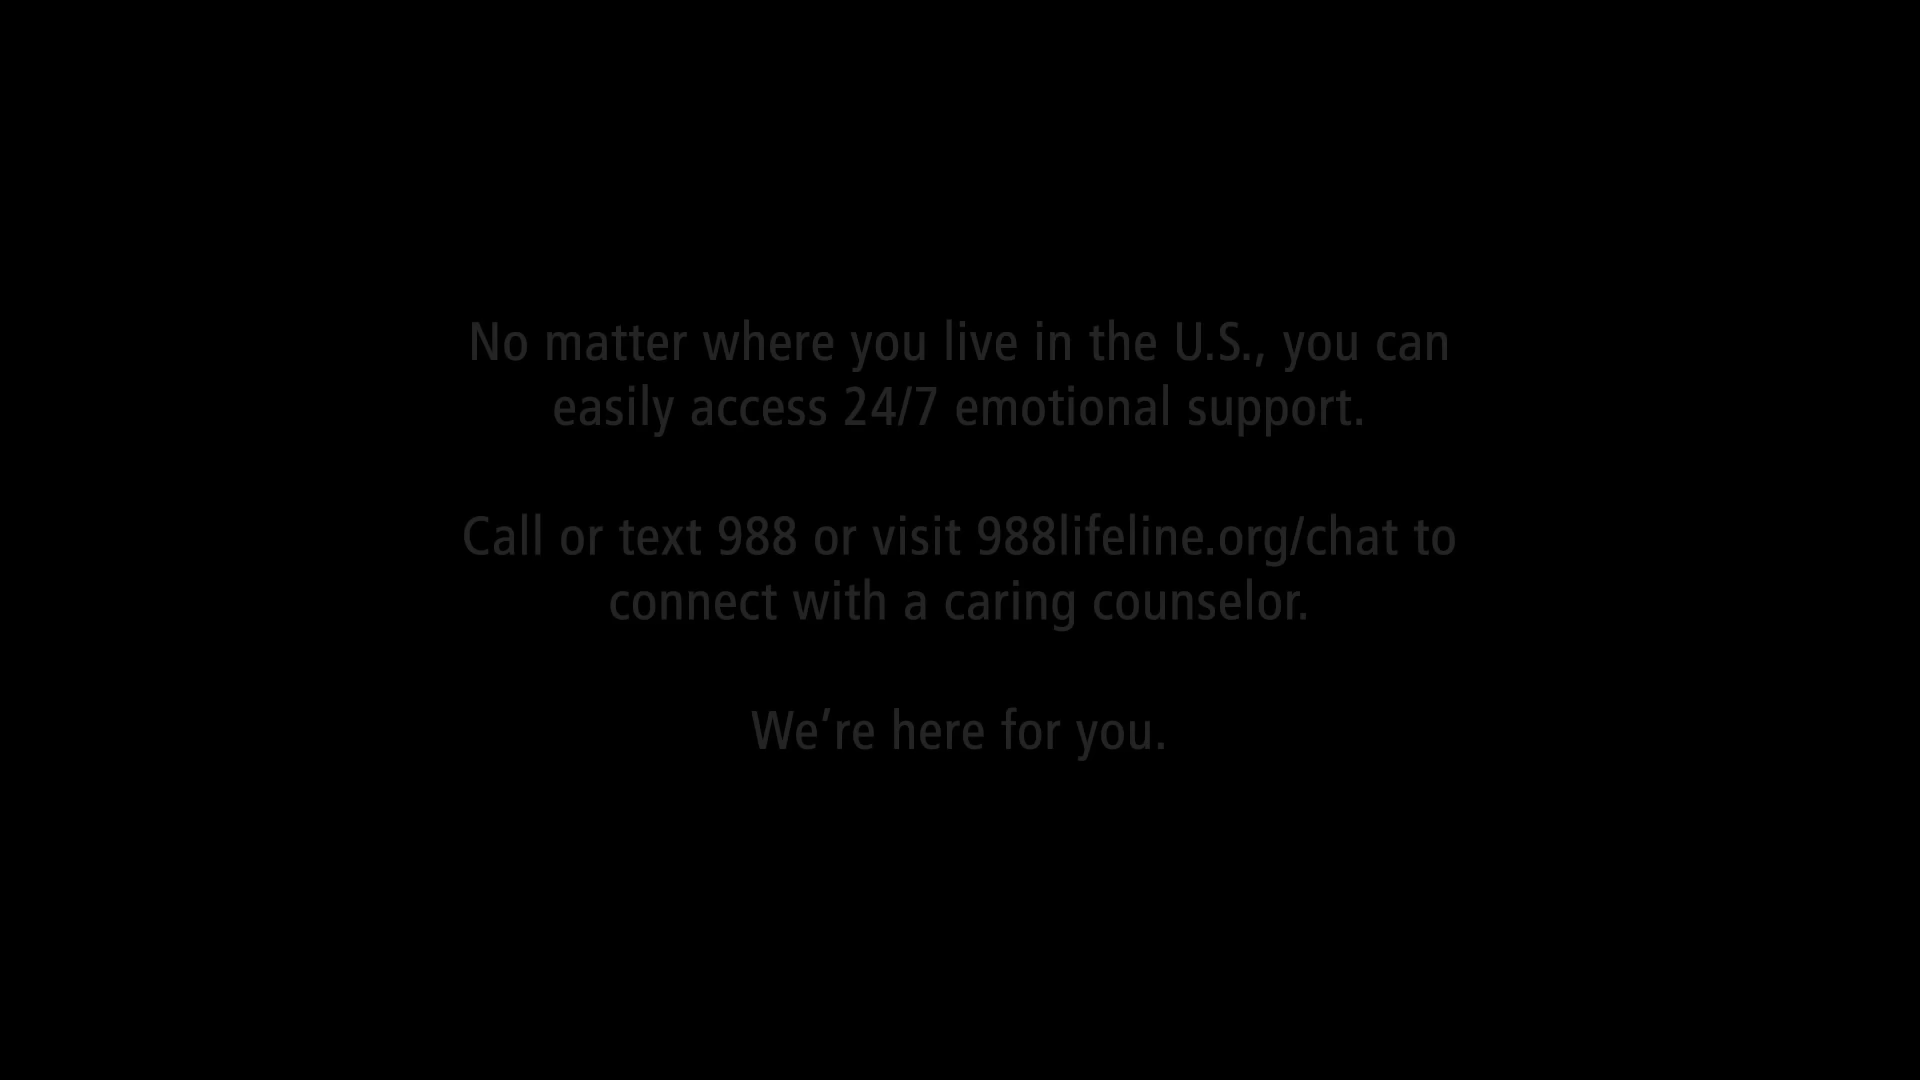 No matter where you live in the U.S., you can
easily access 24/7 emotional support.
Call or text 988 or visit 988lifeline.org/chat to
connect with a caring counselor.
We’re here for you.